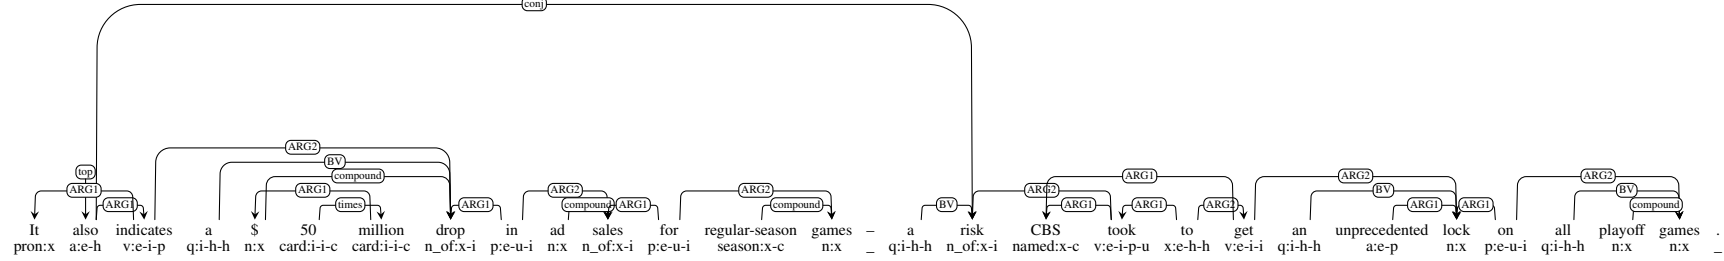 conj
ARG2
BV
top
compound
ARG1 ARG2 ARG1 ARG1 ARG2 ARG2 ARG2 BV ARG2 BV
ARG1 times ARG1 compound ARG1 compound BV ARG1 ARG1 ARG2 ARG1 ARG1 compound
It also indicates a $ 50 million drop in ad sales for regular-season games – a risk CBS took to get an unprecedented lock on all playoff games .
pron:x a:e-h v:e-i-p q:i-h-h n:x card:i-i-c card:i-i-c n_of:x-i p:e-u-i n:x n_of:x-i p:e-u-i season:x-c n:x _ q:i-h-h n_of:x-i named:x-c v:e-i-p-u x:e-h-h v:e-i-i q:i-h-h a:e-p n:x p:e-u-i q:i-h-h n:x n:x _